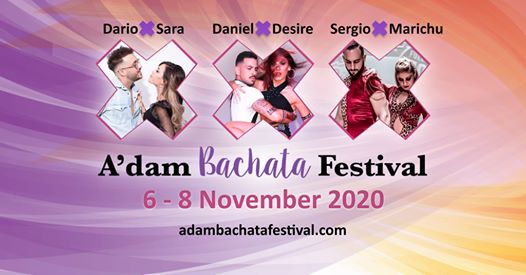 Dario X Sara Daniel X Desire Sergio X Marichu
A'dam Bachata Festival
6 - 8 November 2020
adambachatafestival.com